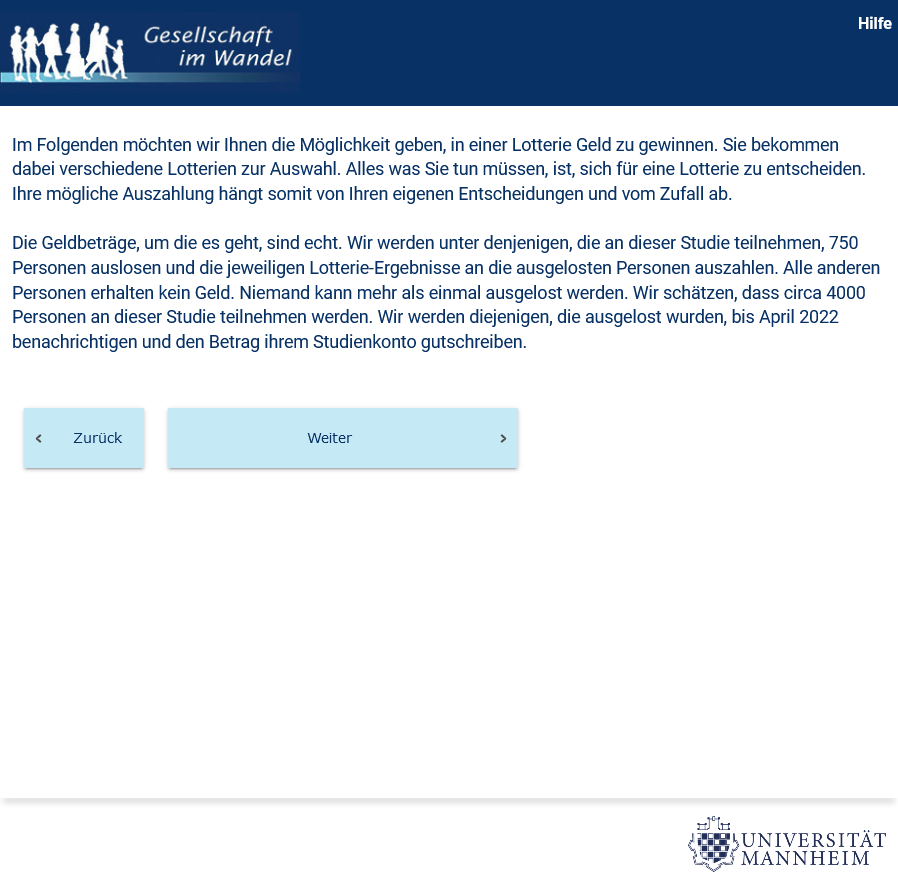 Gesellschaft
im Wandel
Hilfe
Im Folgenden möchten wir Ihnen die Möglichkeit geben, in einer Lotterie Geld zu gewinnen. Sie bekommen
dabei verschiedene Lotterien zur Auswahl. Alles was Sie tun müssen, ist, sich für eine Lotterie zu entscheiden.
Ihre mögliche Auszahlung hängt somit von Ihren eigenen Entscheidungen und vom Zufall ab.
Die Geldbeträge, um die es geht, sind echt. Wir werden unter denjenigen, die an dieser Studie teilnehmen, 750
Personen auslosen und die jeweiligen Lotterie-Ergebnisse an die ausgelosten Personen auszahlen. Alle anderen
Personen erhalten kein Geld. Niemand kann mehr als einmal ausgelost werden. Wir schätzen, dass circa 4000
Personen an dieser Studie teilnehmen werden. Wir werden diejenigen, die ausgelost wurden, bis April 2022
benachrichtigen und den Betrag ihrem Studienkonto gutschreiben.
Zurück
Weiter
UNIVERSITÄT
MANNHEIM